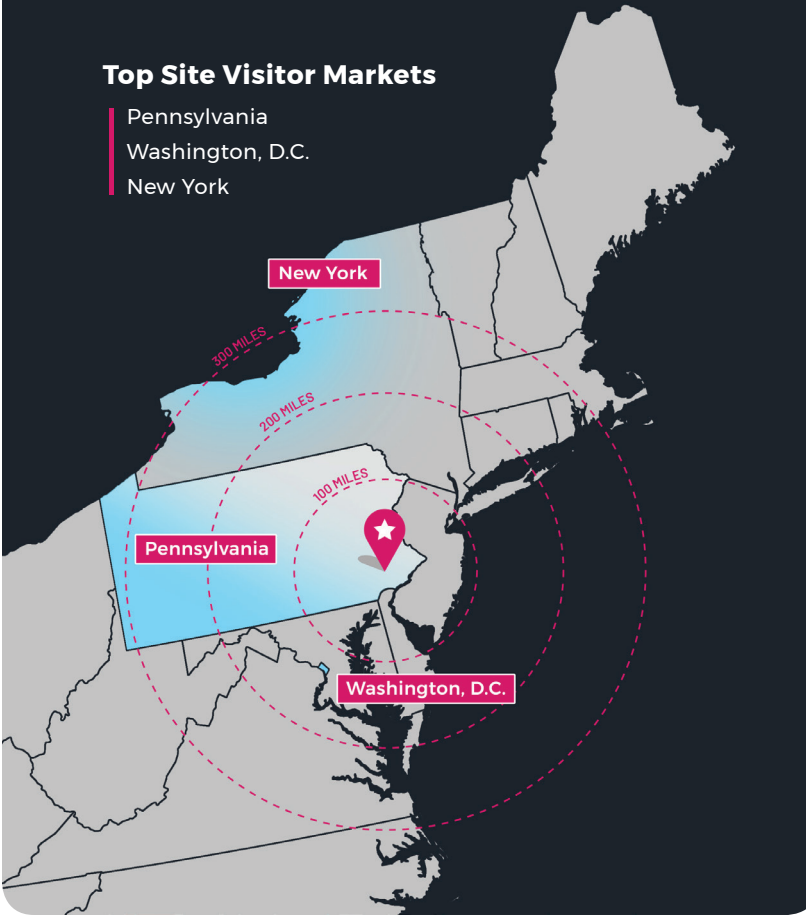 Top Site Visitor Markets
Pennsylvania
Washington, D.C.
New York
New York
300 MILES
200 MILES
100 MILES
Pennsylvania
Washington, D.C.